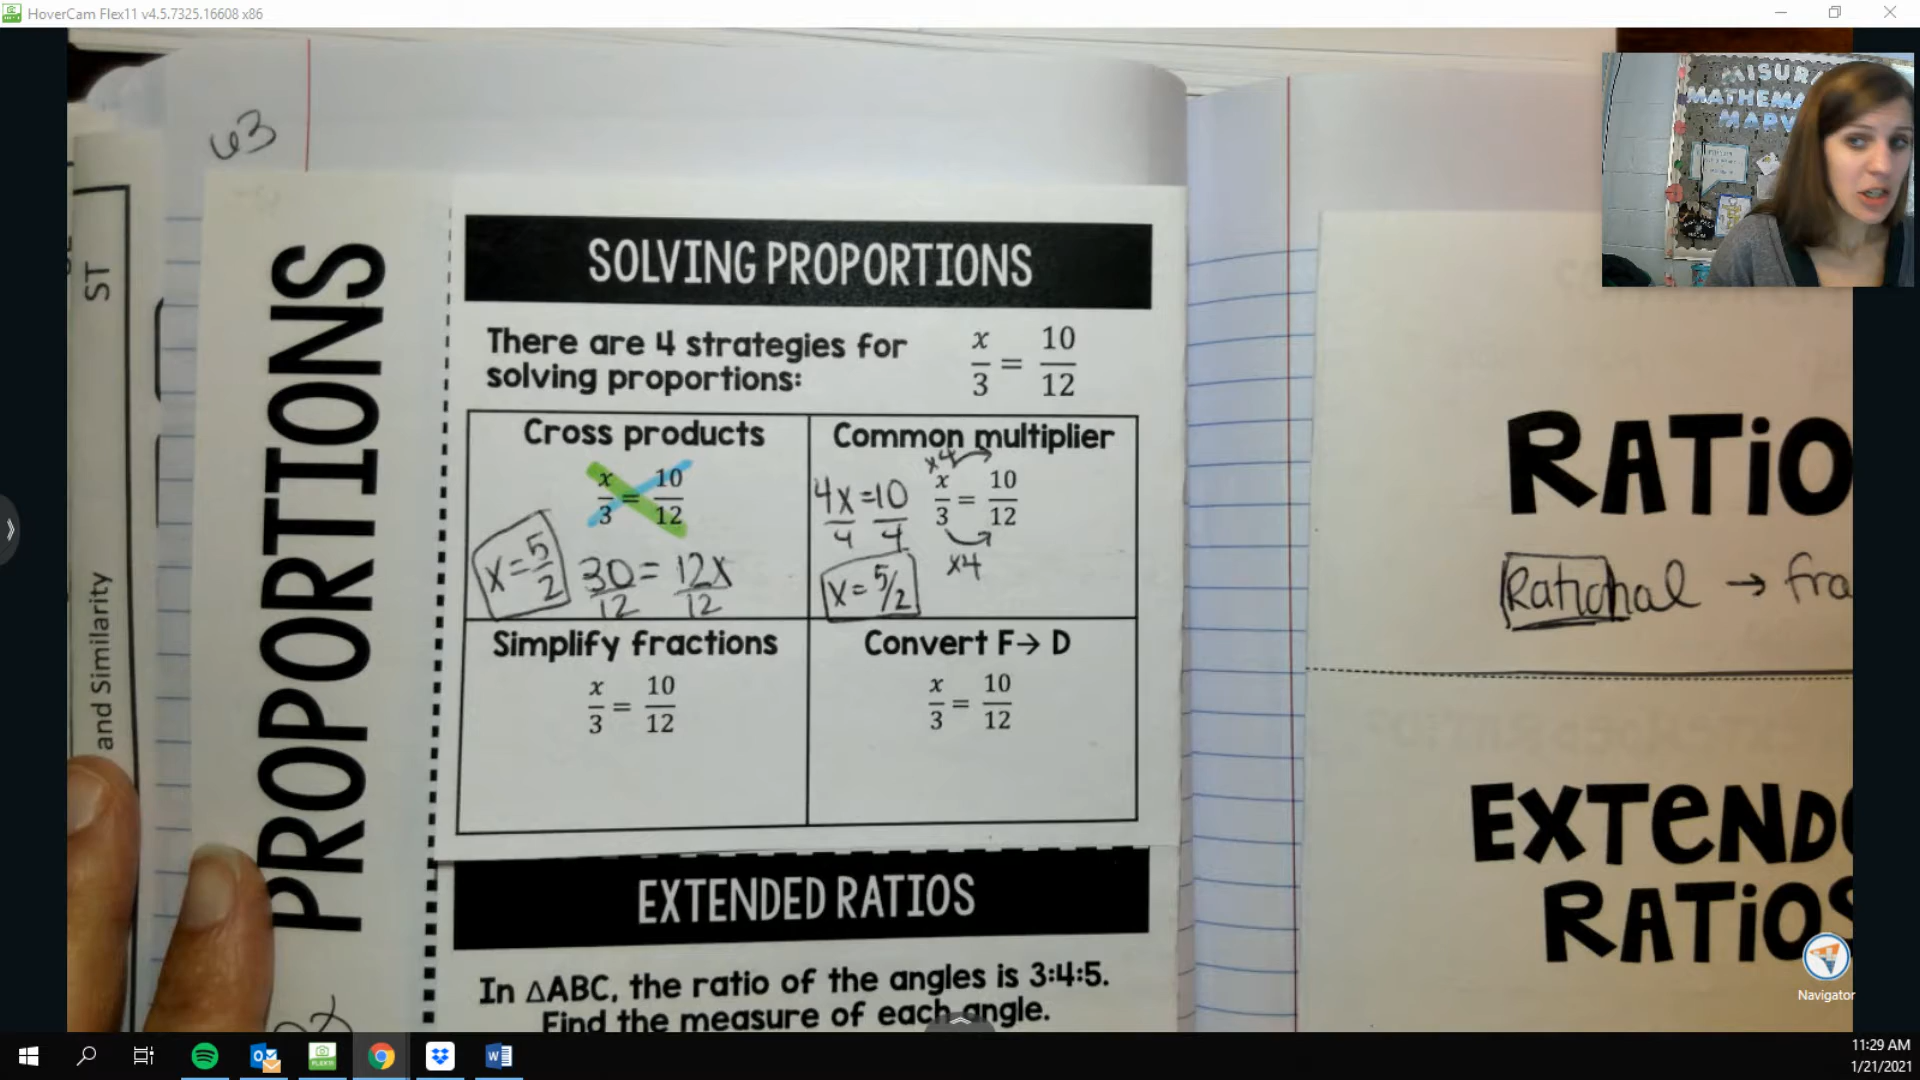 HoverCam Flex11 v4.5.7325.16608 x86
63
ST
and Similarity
PROPORTIONS
SOLVING PROPORTIONS
There are 4 strategies for
solving proportions:
x/3 = 10/12
Cross products
x/3 = 10/12
30/12 = 12x/12
x = 5/2
Common multiplier
x4
x/3 = 10/12
x4
4x/4 = 10/4
x = 5/2
Simplify fractions
x/3 = 10/12
Convert F → D
x/3 = 10/12
EXTENDED RATIOS
In △ABC, the ratio of the angles is 3:4:5.
Find the measure of each angle.
RATIO
Rational → fra
EXTEND
RATIOS
MISUR
MATHEMA
MARV
Navigator
11:29 AM
1/21/2021